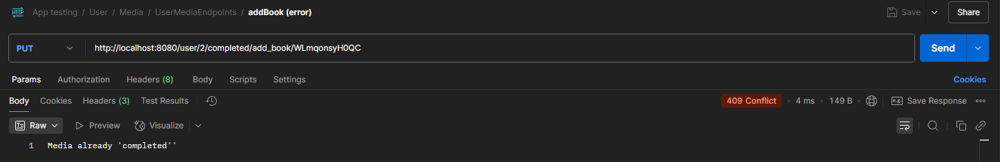 HTTP App testing / User / Media / UserMediaEndpoints / addBook (error) Save Share
PUT http://localhost:8080/user/2/completed/add_book/WLmqonsyH0QC Send
Params Authorization Headers (8) Body Scripts Settings Cookies
Body Cookies Headers (3) Test Results 409 Conflict • 4 ms • 149 B • e.g. Save Response
Raw Preview Visualize
1 Media already 'completed''